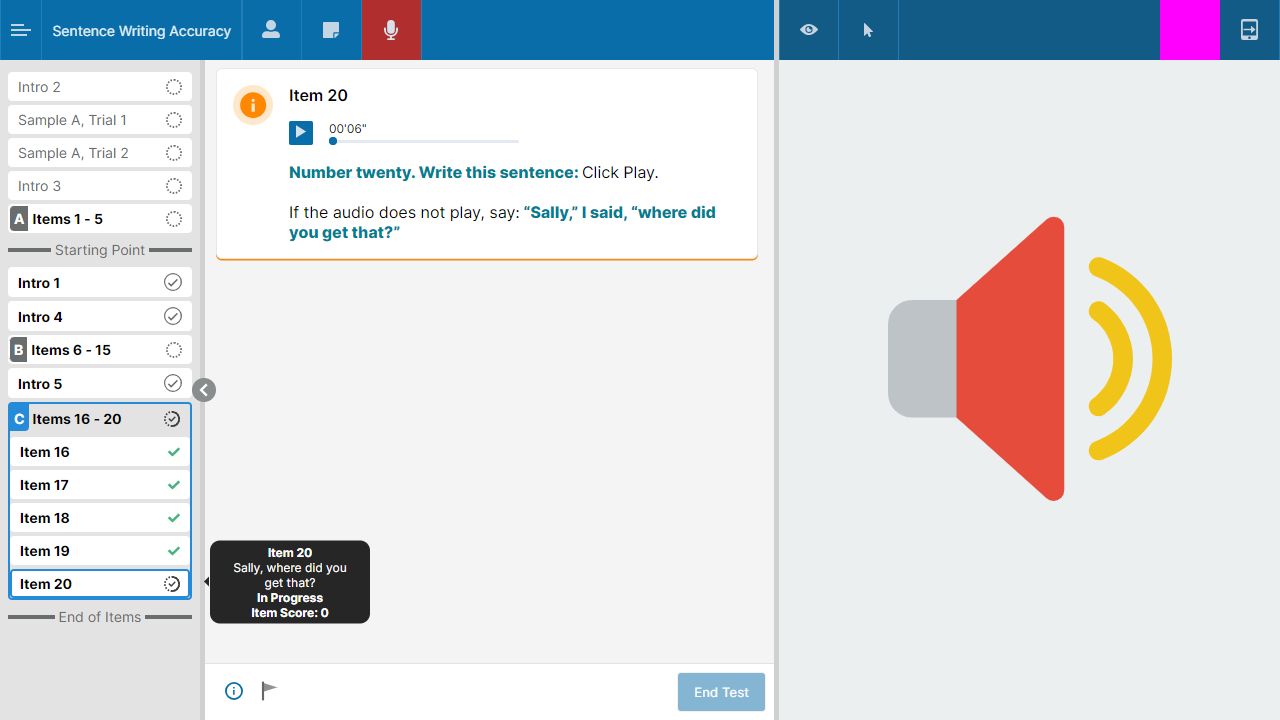 Sentence Writing Accuracy
Intro 2
Sample A, Trial 1
Sample A, Trial 2
Intro 3
A Items 1 - 5
Starting Point
Intro 1
Intro 4
B Items 6 - 15
Intro 5
C Items 16 - 20
Item 16
Item 17
Item 18
Item 19
Item 20
End of Items
Item 20
00'06"
Number twenty. Write this sentence: Click Play.
If the audio does not play, say: “Sally,” I said, “where did
you get that?”
Item 20
Sally, where did you
get that?
In Progress
Item Score: 0
End Test